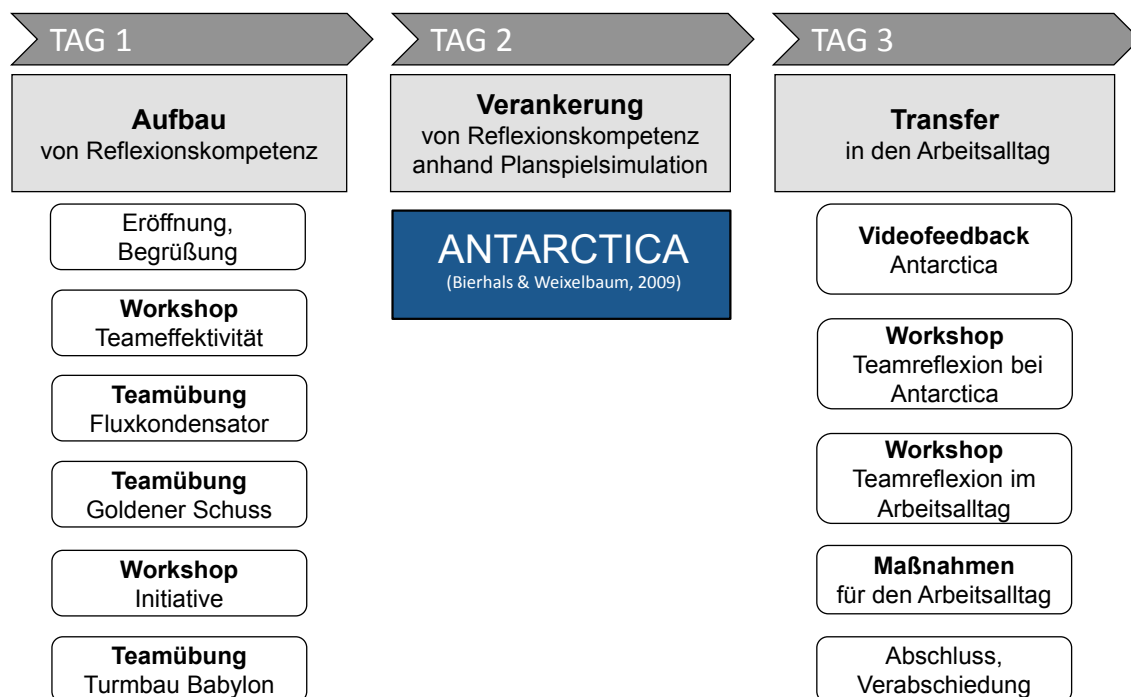 TAG 1
Aufbau
von Reflexionskompetenz
Eröffnung,
Begrüßung
Workshop
Teameffektivität
Teamübung
Fluxkondensator
Teamübung
Goldener Schuss
Workshop
Initiative
Teamübung
Turmbau Babylon
TAG 2
Verankerung
von Reflexionskompetenz
anhand Planspielsimulation
ANTARCTICA
(Bierhals & Weixelbaum, 2009)
TAG 3
Transfer
in den Arbeitsalltag
Videofeedback
Antarctica
Workshop
Teamreflexion bei
Antarctica
Workshop
Teamreflexion im
Arbeitsalltag
Maßnahmen
für den Arbeitsalltag
Abschluss,
Verabschiedung